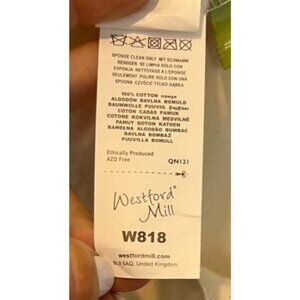 SPONGE CLEAN ONLY MIT SCHWAMM
REINIGEN SE LIMPIA SOLO CON
ESPONJA NETTOYAGE A L'EPONGE
SEULEMENT PULIRE SOLO CON UNA
SPUGNA CZYŚCIĆ TYLKO GĄBKĄ
100% COTTON памук
ALGODÓN BAVLNA BOMULD
BAUMWOLLE PUUVIL βαμβάκι
COTON CADÁS PAMUK
COTONE KOKVILNA MEDVILNĖ
PAMUT QOTON KATOEN
BAWEŁNA ALGODÃO BUMBAC
BAVLNA BOMBAŽ
PUUVILLA BOMULL
Ethically Produced
AZO Free QN121
Westford®
Mill
W818
westfordmill.com
5AQ, United Kingdom